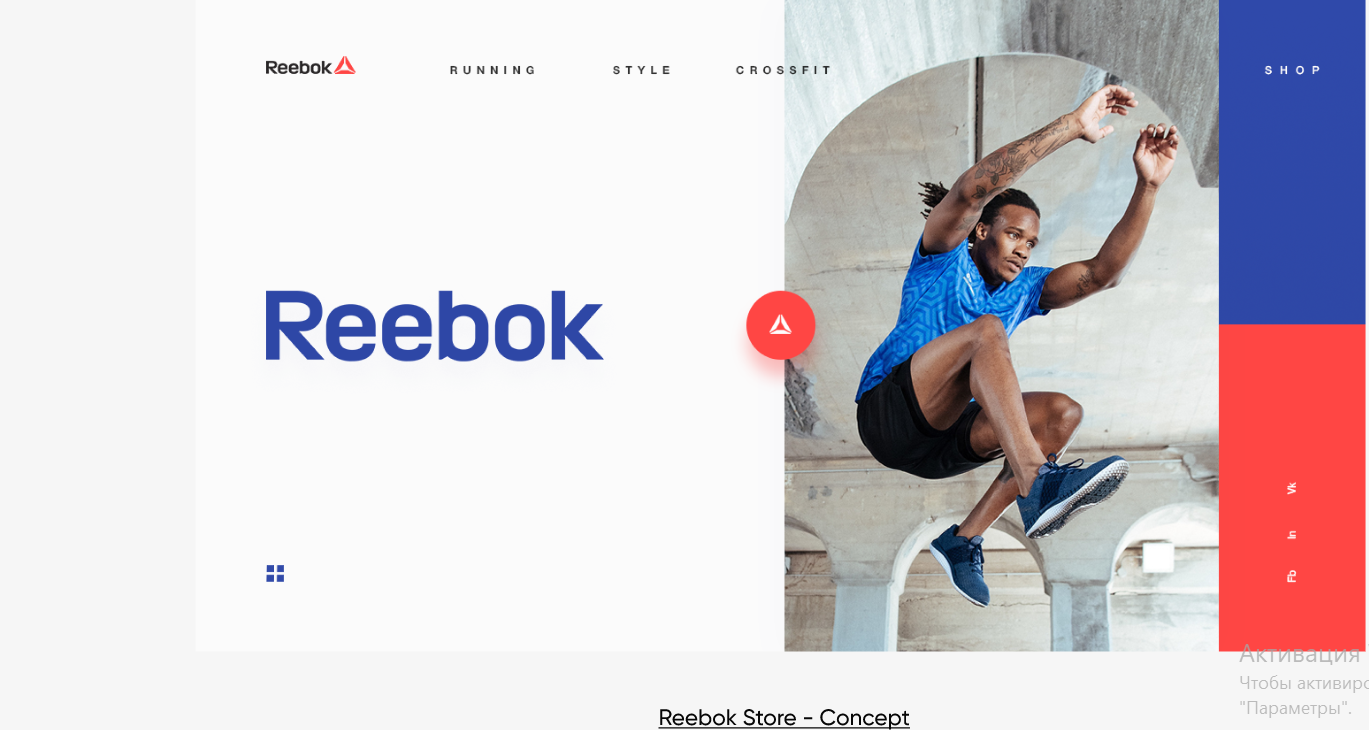 Reebok
RUNNING
STYLE
CROSSFIT
SHOP
Reebok
Vk
In
Fb
Активация
Чтобы активиро
"Параметры".
Reebok Store - Concept